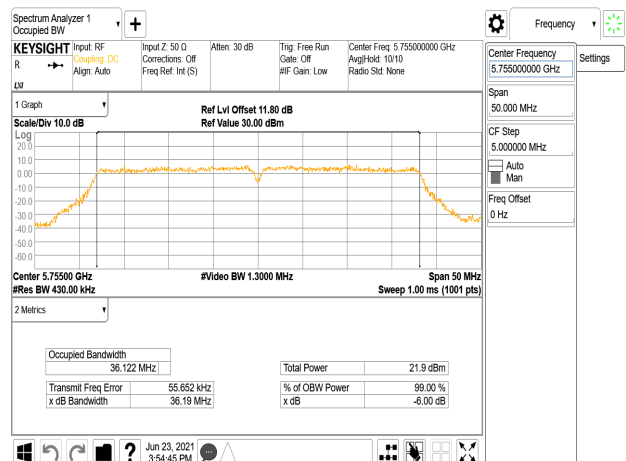 Spectrum Analyzer 1
Occupied BW
Frequency
KEYSIGHT
R
Input: RF
Coupling: DC
Align: Auto
Input Z: 50 Ω
Corrections: Off
Freq Ref: Int (S)
Atten: 30 dB
Trig: Free Run
Gate: Off
#IF Gain: Low
Center Freq: 5.755000000 GHz
Avg|Hold: 10/10
Radio Std: None
Center Frequency
5.755000000 GHz
Settings
Span
50.000 MHz
CF Step
5.000000 MHz
Auto
Man
Freq Offset
0 Hz
1 Graph
Scale/Div 10.0 dB
Ref Lvl Offset 11.80 dB
Ref Value 30.00 dBm
Log
20.0
10.0
0.00
-10.0
-20.0
-30.0
-40.0
-50.0
-60.0
Center 5.75500 GHz
#Video BW 1.3000 MHz
Span 50 MHz
#Res BW 430.00 kHz
Sweep 1.00 ms (1001 pts)
2 Metrics
Occupied Bandwidth
36.122 MHz
Total Power 21.9 dBm
Transmit Freq Error 55.652 kHz
% of OBW Power 99.00 %
x dB Bandwidth 36.19 MHz
x dB -6.00 dB
?
Jun 23, 2021
3:54:45 PM